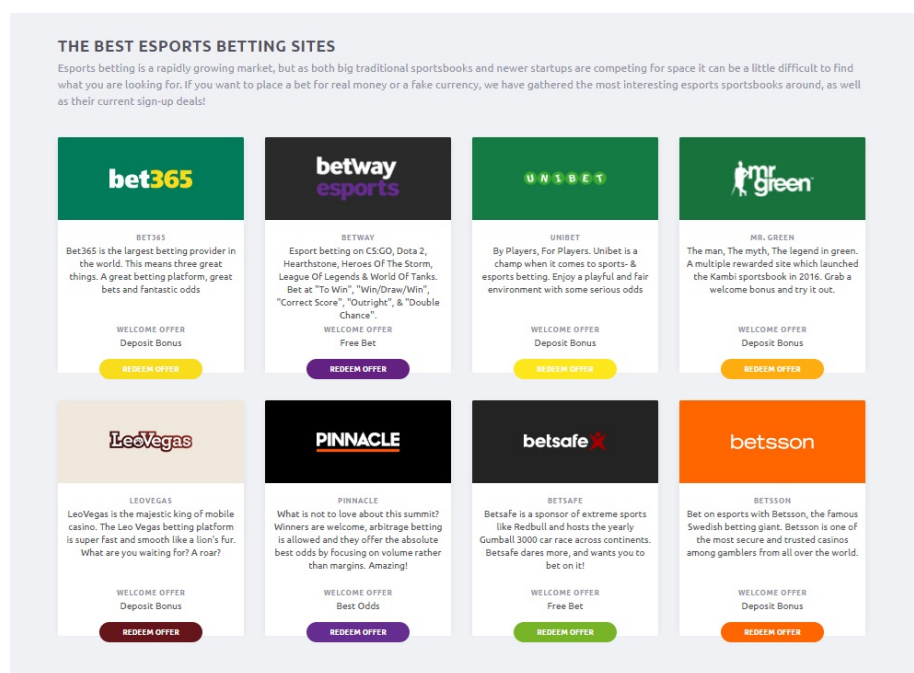 THE BEST ESPORTS BETTING SITES
Esports betting is a rapidly growing market, but as both big traditional sportsbooks and newer startups are competing for space it can be a little difficult to find
what you are looking for. If you want to place a bet for real money or a fake currency, we have gathered the most interesting esports sportsbooks around, as well
as their current sign-up deals!
bet365
BET365
Bet365 is the largest betting provider in
the world. This means three great
things. A great betting platform, great
bets and fantastic odds
WELCOME OFFER
Deposit Bonus
REDEEM OFFER
betway
esports
BETWAY
Esport betting on CS:GO, Dota 2,
Hearthstone, Heroes Of The Storm,
League Of Legends & World Of Tanks.
Bet at "To Win", "Win/Draw/Win",
"Correct Score", "Outright", & "Double
Chance".
WELCOME OFFER
Free Bet
REDEEM OFFER
UNIBET
UNIBET
By Players, For Players. Unibet is a
champ when it comes to sports- &
esports betting. Enjoy a playful and fair
environment with some serious odds
WELCOME OFFER
Deposit Bonus
REDEEM OFFER
mr
green
MR. GREEN
The man, The myth, The legend in green.
A multiple rewarded site which launched
the Kambi sportsbook in 2016. Grab a
welcome bonus and try it out.
WELCOME OFFER
Deposit Bonus
REDEEM OFFER
LeoVegas
LEOVEGAS
LeoVegas is the majestic king of mobile
casino. The Leo Vegas betting platform
is super fast and smooth like a lion's fur.
What are you waiting for? A roar?
WELCOME OFFER
Deposit Bonus
REDEEM OFFER
PINNACLE
PINNACLE
What is not to love about this summit?
Winners are welcome, arbitrage betting
is allowed and they offer the absolute
best odds by focusing on volume rather
than margins. Amazing!
WELCOME OFFER
Best Odds
REDEEM OFFER
betsafe
BETSAFE
Betsafe is a sponsor of extreme sports
like Redbull and hosts the yearly
Gumball 3000 car race across continents.
Betsafe dares more, and wants you to
bet on it!
WELCOME OFFER
Free Bet
REDEEM OFFER
betsson
BETSSON
Bet on esports with Betsson, the famous
Swedish betting giant. Betsson is one of
the most secure and trusted casinos
among gamblers from all over the world.
WELCOME OFFER
Deposit Bonus
REDEEM OFFER